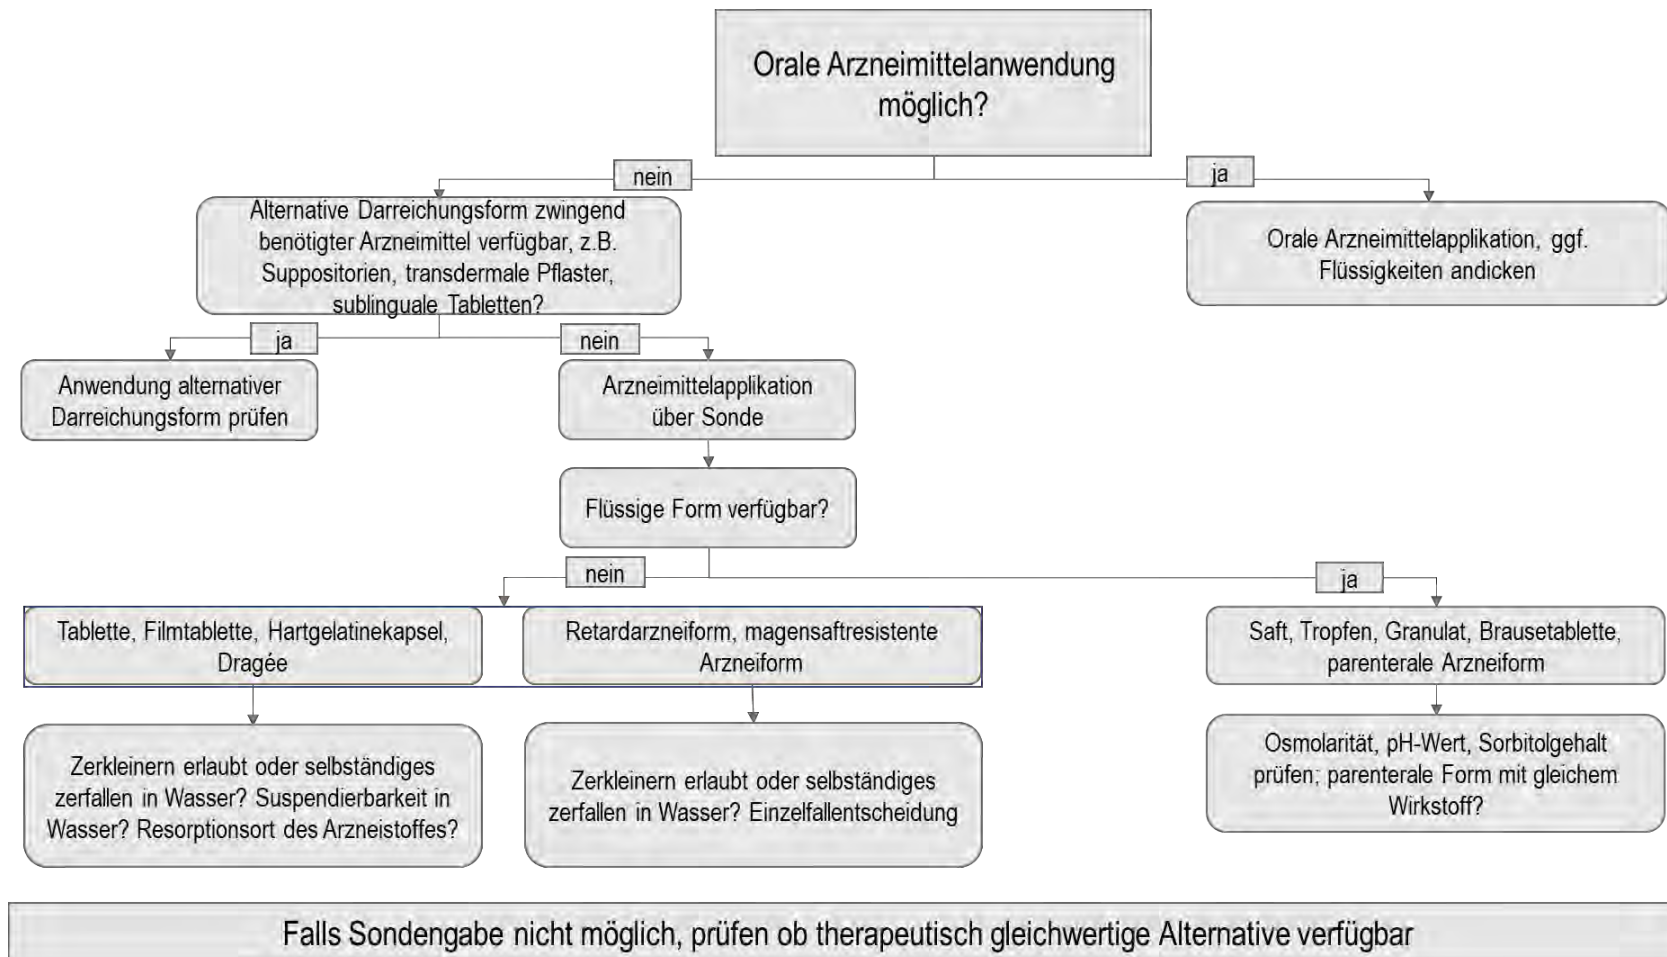 Orale Arzneimittelanwendung
möglich?
nein
ja
Alternative Darreichungsform zwingend
benötigter Arzneimittel verfügbar, z.B.
Suppositorien, transdermale Pflaster,
sublinguale Tabletten?
Orale Arzneimittelapplikation, ggf.
Flüssigkeiten andicken
ja
nein
Anwendung alternativer
Darreichungsform prüfen
Arzneimittelapplikation
über Sonde
Flüssige Form verfügbar?
nein
ja
Tablette, Filmtablette, Hartgelatinekapsel,
Dragée
Retardarzneiform, magensaftresistente
Arzneiform
Saft, Tropfen, Granulat, Brausetablette,
parenterale Arzneiform
Zerkleinern erlaubt oder selbständiges
zerfallen in Wasser? Suspendierbarkeit in
Wasser? Resorptionsort des Arzneistoffes?
Zerkleinern erlaubt oder selbständiges
zerfallen in Wasser? Einzelfallentscheidung
Osmolarität, pH-Wert, Sorbitolgehalt
prüfen; parenterale Form mit gleichem
Wirkstoff?
Falls Sondengabe nicht möglich, prüfen ob therapeutisch gleichwertige Alternative verfügbar